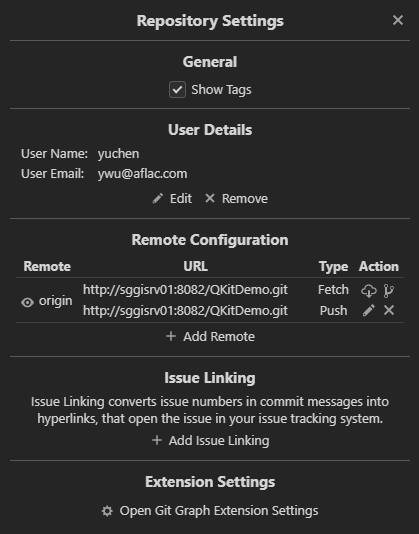 Repository Settings
General
Show Tags
User Details
User Name: yuchen
User Email: ywu@aflac.com
Edit Remove
Remote Configuration
Remote URL Type Action
origin
http://sggisrv01:8082/QKitDemo.git Fetch
http://sggisrv01:8082/QKitDemo.git Push
Add Remote
Issue Linking
Issue Linking converts issue numbers in commit messages into
hyperlinks, that open the issue in your issue tracking system.
Add Issue Linking
Extension Settings
Open Git Graph Extension Settings